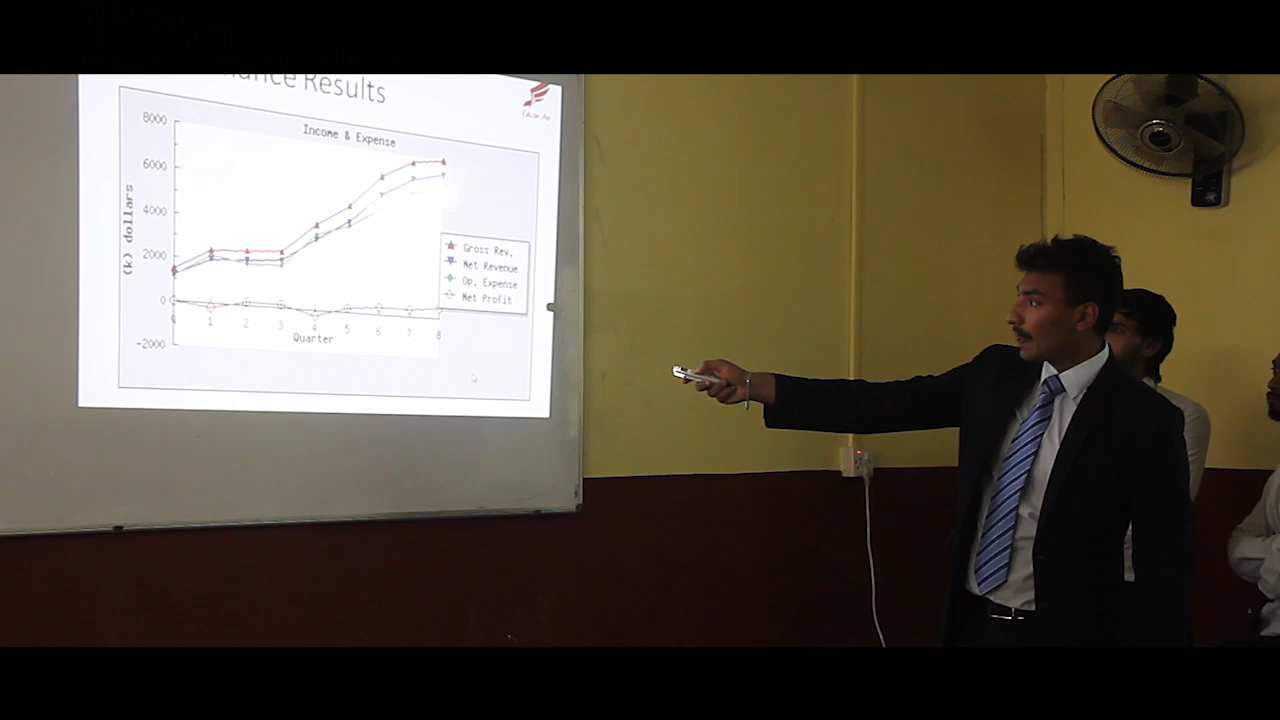 Results
Income & Expense
8000
6000
4000
2000
0
-2000
(k) dollars
0 1 2 3 4 5 6 7 8
Quarter
Gross Rev.
Net Revenue
Op. Expense
Net Profit